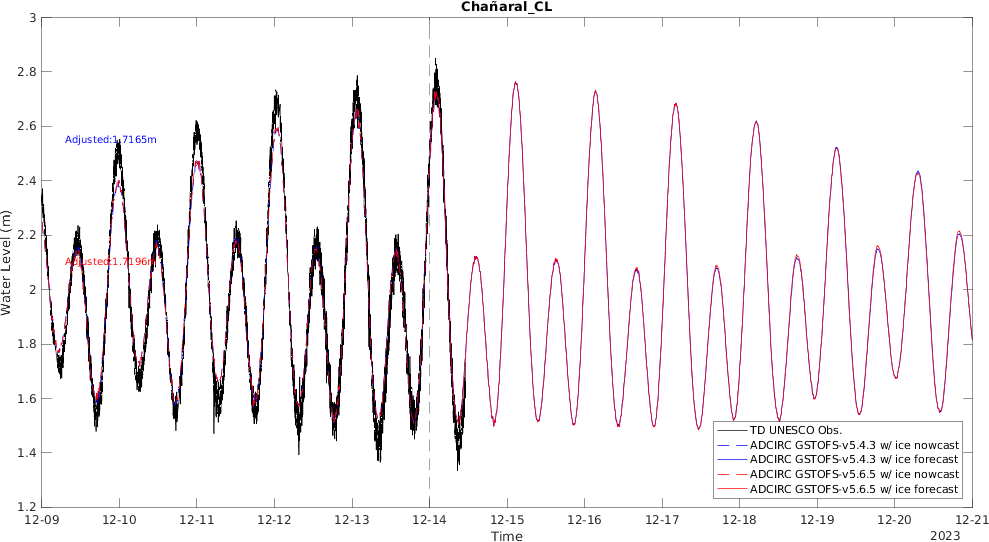 Chañaral_CL
Water Level (m)
3
2.8
2.6
2.4
2.2
2
1.8
1.6
1.4
1.2
Adjusted:1.7165m
Adjusted:1.7196m
TD UNESCO Obs.
ADCIRC GSTOFS-v5.4.3 w/ ice nowcast
ADCIRC GSTOFS-v5.4.3 w/ ice forecast
ADCIRC GSTOFS-v5.6.5 w/ ice nowcast
ADCIRC GSTOFS-v5.6.5 w/ ice forecast
12-09 12-10 12-11 12-12 12-13 12-14 12-15 12-16 12-17 12-18 12-19 12-20 12-21
Time
2023